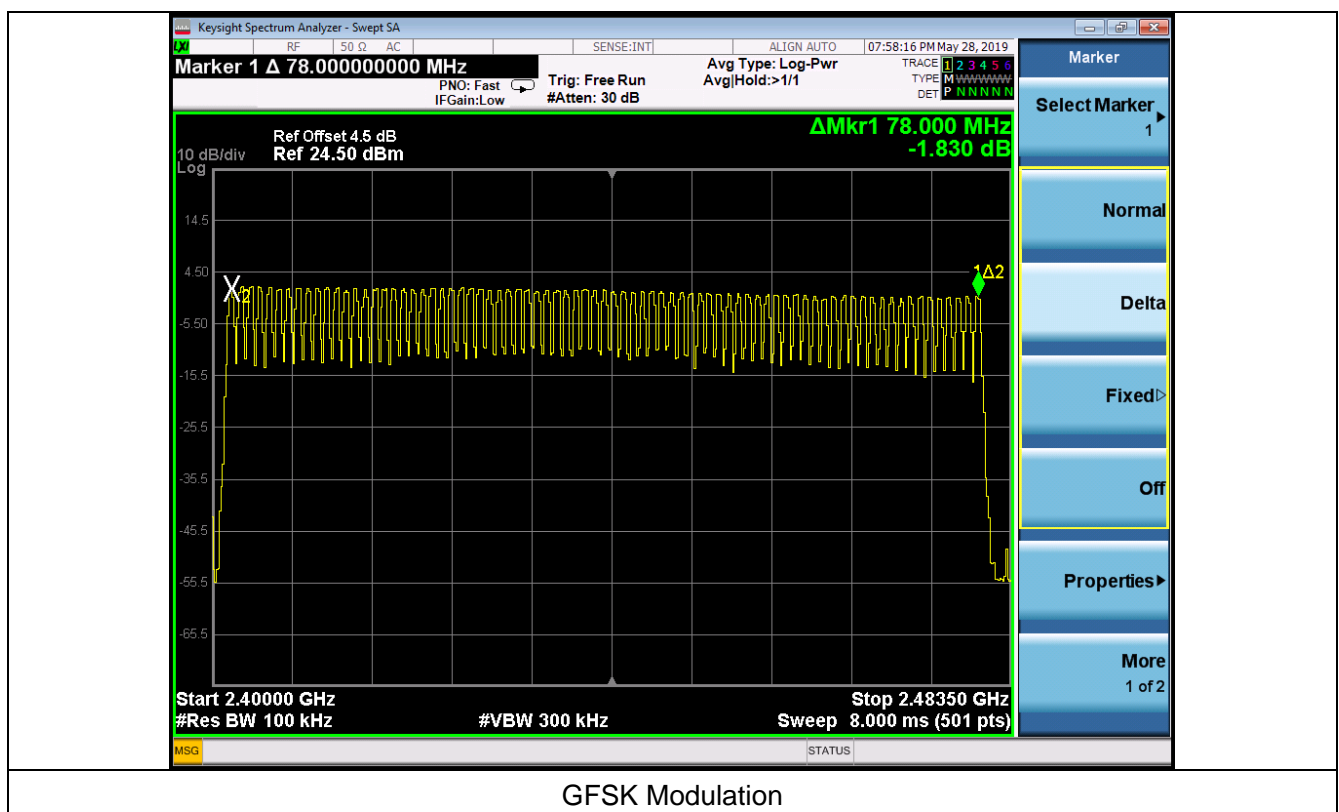 Keysight Spectrum Analyzer - Swept SA
LXI RF 50 Ω AC SENSE:INT ALIGN AUTO 07:58:16 PM May 28, 2019
Marker 1 Δ 78.000000000 MHz
PNO: Fast
IFGain:Low
Trig: Free Run
#Atten: 30 dB
Avg Type: Log-Pwr
Avg|Hold:>1/1
TRACE 1 2 3 4 5 6
TYPE M WWWWW
DET P N N N N N
Ref Offset 4.5 dB
10 dB/div Ref 24.50 dBm
Log
ΔMkr1 78.000 MHz
-1.830 dB
14.5
4.50
-5.50
-15.5
-25.5
-35.5
-45.5
-55.5
-65.5
X2
1Δ2
Start 2.40000 GHz Stop 2.48350 GHz
#Res BW 100 kHz #VBW 300 kHz Sweep 8.000 ms (501 pts)
MSG STATUS
Marker
Select Marker
1
Normal
Delta
Fixed
Off
Properties
More
1 of 2
GFSK Modulation